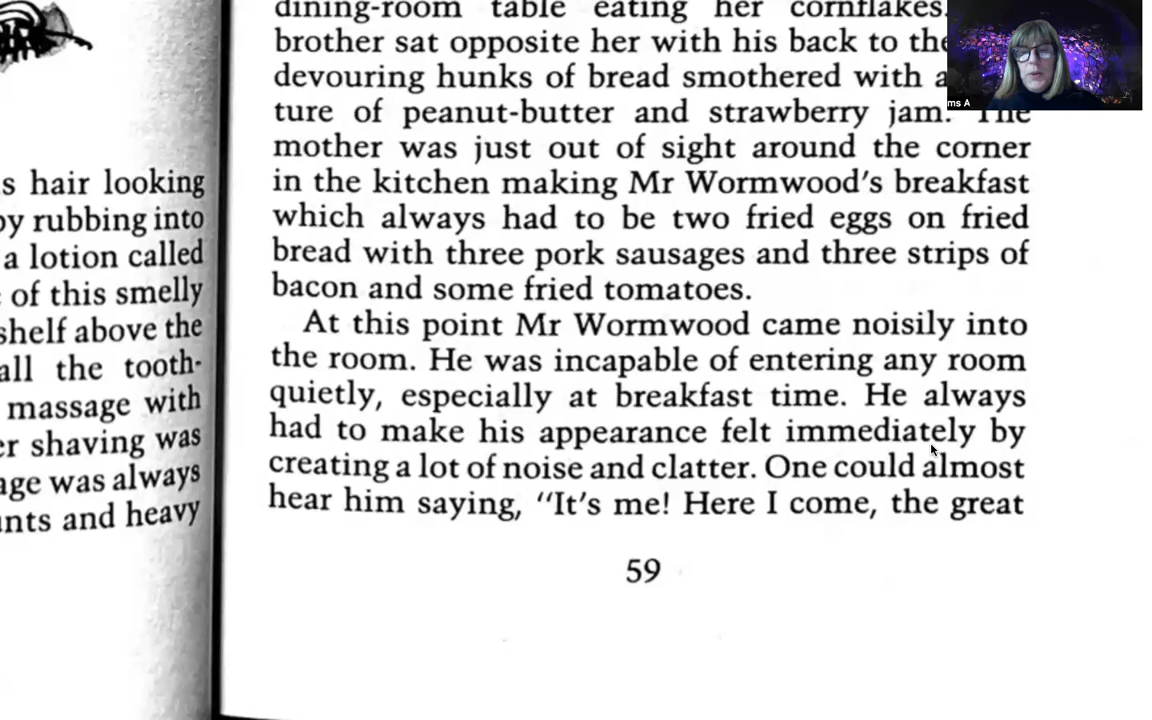 s hair looking
by rubbing into
a lotion called
of this smelly
shelf above the
all the tooth-
massage with
er shaving was
age was always
unts and heavy
dining-room table eating her cornflakes.
brother sat opposite her with his back to the
devouring hunks of bread smothered with a
ture of peanut-butter and strawberry jam. The
mother was just out of sight around the corner
in the kitchen making Mr Wormwood's breakfast
which always had to be two fried eggs on fried
bread with three pork sausages and three strips of
bacon and some fried tomatoes.
At this point Mr Wormwood came noisily into
the room. He was incapable of entering any room
quietly, especially at breakfast time. He always
had to make his appearance felt immediately by
creating a lot of noise and clatter. One could almost
hear him saying, "It's me! Here I come, the great
59
ms A